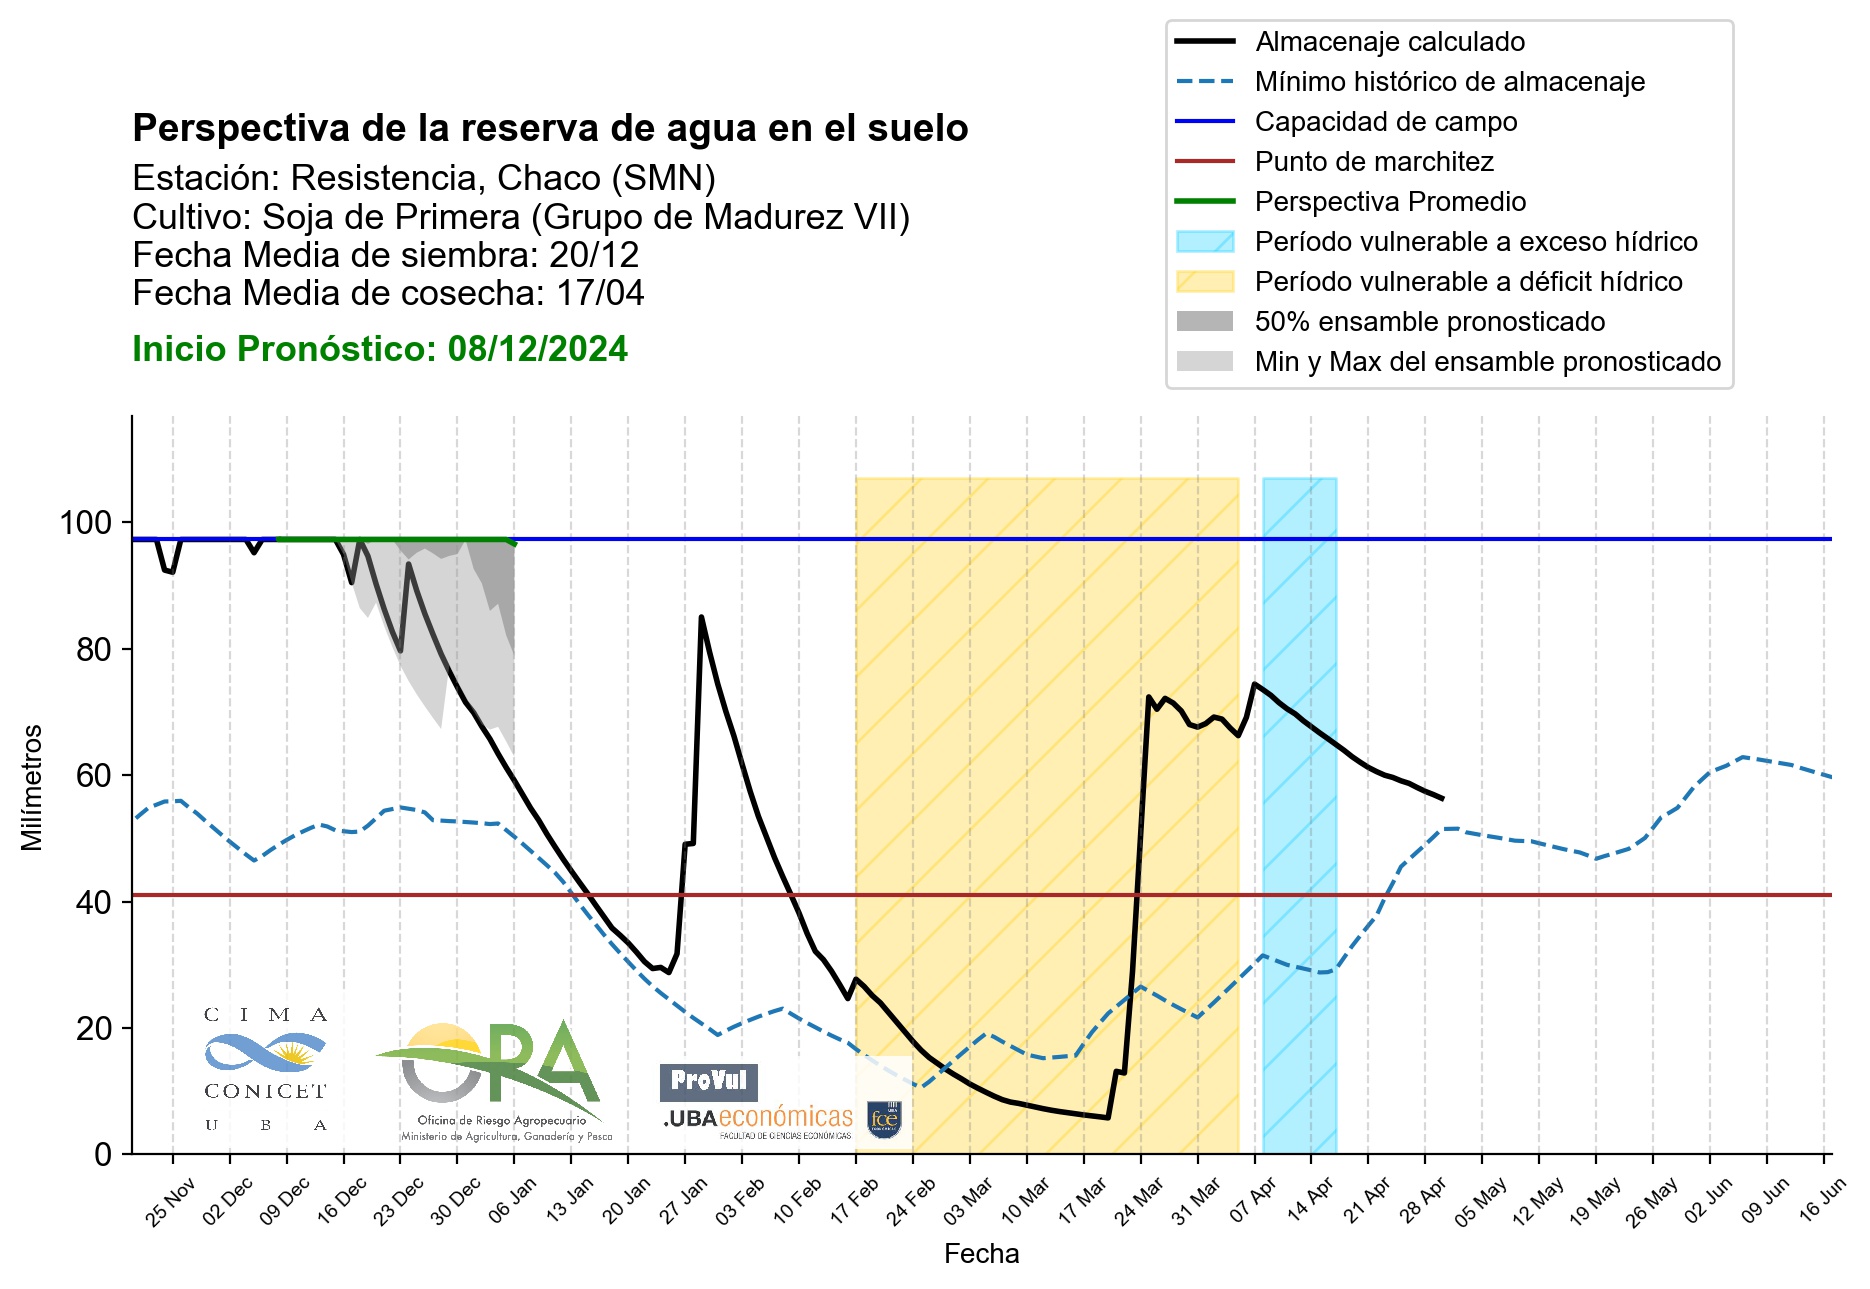 Almacenaje calculado
Mínimo histórico de almacenaje
Capacidad de campo
Punto de marchitez
Perspectiva Promedio
Período vulnerable a exceso hídrico
Período vulnerable a déficit hídrico
50% ensamble pronosticado
Min y Max del ensamble pronosticado
Perspectiva de la reserva de agua en el suelo
Estación: Resistencia, Chaco (SMN)
Cultivo: Soja de Primera (Grupo de Madurez VII)
Fecha Media de siembra: 20/12
Fecha Media de cosecha: 17/04
Inicio Pronóstico: 08/12/2024
Milímetros
100
80
60
40
20
0
CIMA
CONICET
UBA
ORA
Oficina de Riesgo Agropecuario
Ministerio de Agricultura, Ganadería y Pesca
ProVul
.UBAeconómicas
FACULTAD DE CIENCIAS ECONÓMICAS
UBA
fce
ECONÓMICAS
25 Nov
02 Dec
09 Dec
16 Dec
23 Dec
30 Dec
06 Jan
13 Jan
20 Jan
27 Jan
03 Feb
10 Feb
17 Feb
24 Feb
03 Mar
10 Mar
17 Mar
24 Mar
31 Mar
07 Apr
14 Apr
21 Apr
28 Apr
05 May
12 May
19 May
26 May
02 Jun
09 Jun
16 Jun
Fecha